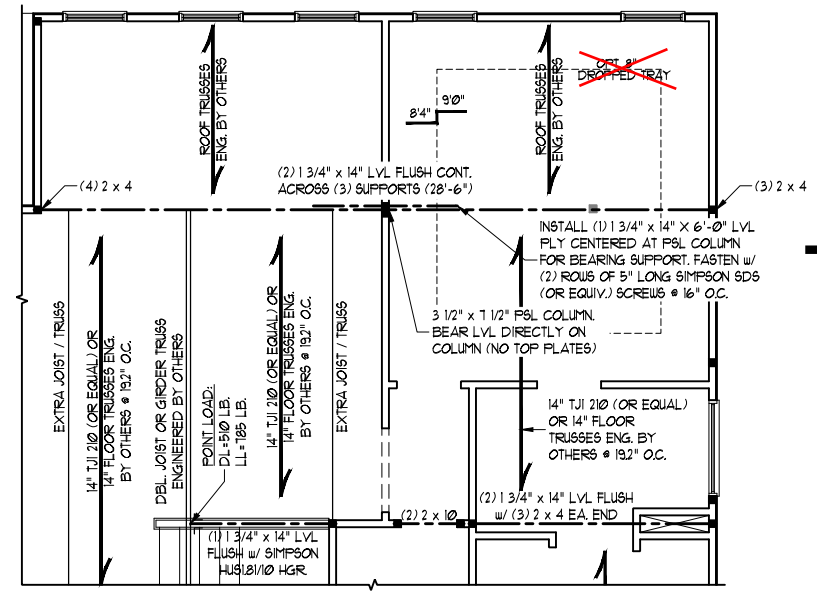 ROOF TRUSSES
ENG. BY OTHERS
ROOF TRUSSES
ENG. BY OTHERS
OPT. 8"
DROPPED TRAY
9'0"
8'4"
(4) 2 x 4
(2) 1 3/4" x 14" LVL FLUSH CONT.
ACROSS (3) SUPPORTS (28'-6")
(3) 2 x 4
INSTALL (1) 1 3/4" x 14" X 6'-0" LVL
PLY CENTERED AT PSL COLUMN
FOR BEARING SUPPORT. FASTEN w/
(2) ROWS OF 5" LONG SIMPSON SDS
(OR EQUIV.) SCREWS @ 16" O.C.
3 1/2" x 7 1/2" PSL COLUMN.
BEAR LVL DIRECTLY ON
COLUMN (NO TOP PLATES)
EXTRA JOIST / TRUSS
14" TJI 210 (OR EQUAL) OR
14" FLOOR TRUSSES ENG.
BY OTHERS @ 19.2" O.C.
DBL. JOIST OR GIRDER TRUSS
ENGINEERED BY OTHERS
POINT LOAD:
DL=510 LB.
LL=785 LB.
14" TJI 210 (OR EQUAL) OR
14" FLOOR TRUSSES ENG.
BY OTHERS @ 19.2" O.C.
EXTRA JOIST / TRUSS
14" TJI 210 (OR EQUAL)
OR 14" FLOOR
TRUSSES ENG. BY
OTHERS @ 19.2" O.C.
(2) 2 x 10
(2) 1 3/4" x 14" LVL FLUSH
w/ (3) 2 x 4 EA. END
(1) 1 3/4" x 14" LVL
FLUSH w/ SIMPSON
HUS1.81/10 HGR.